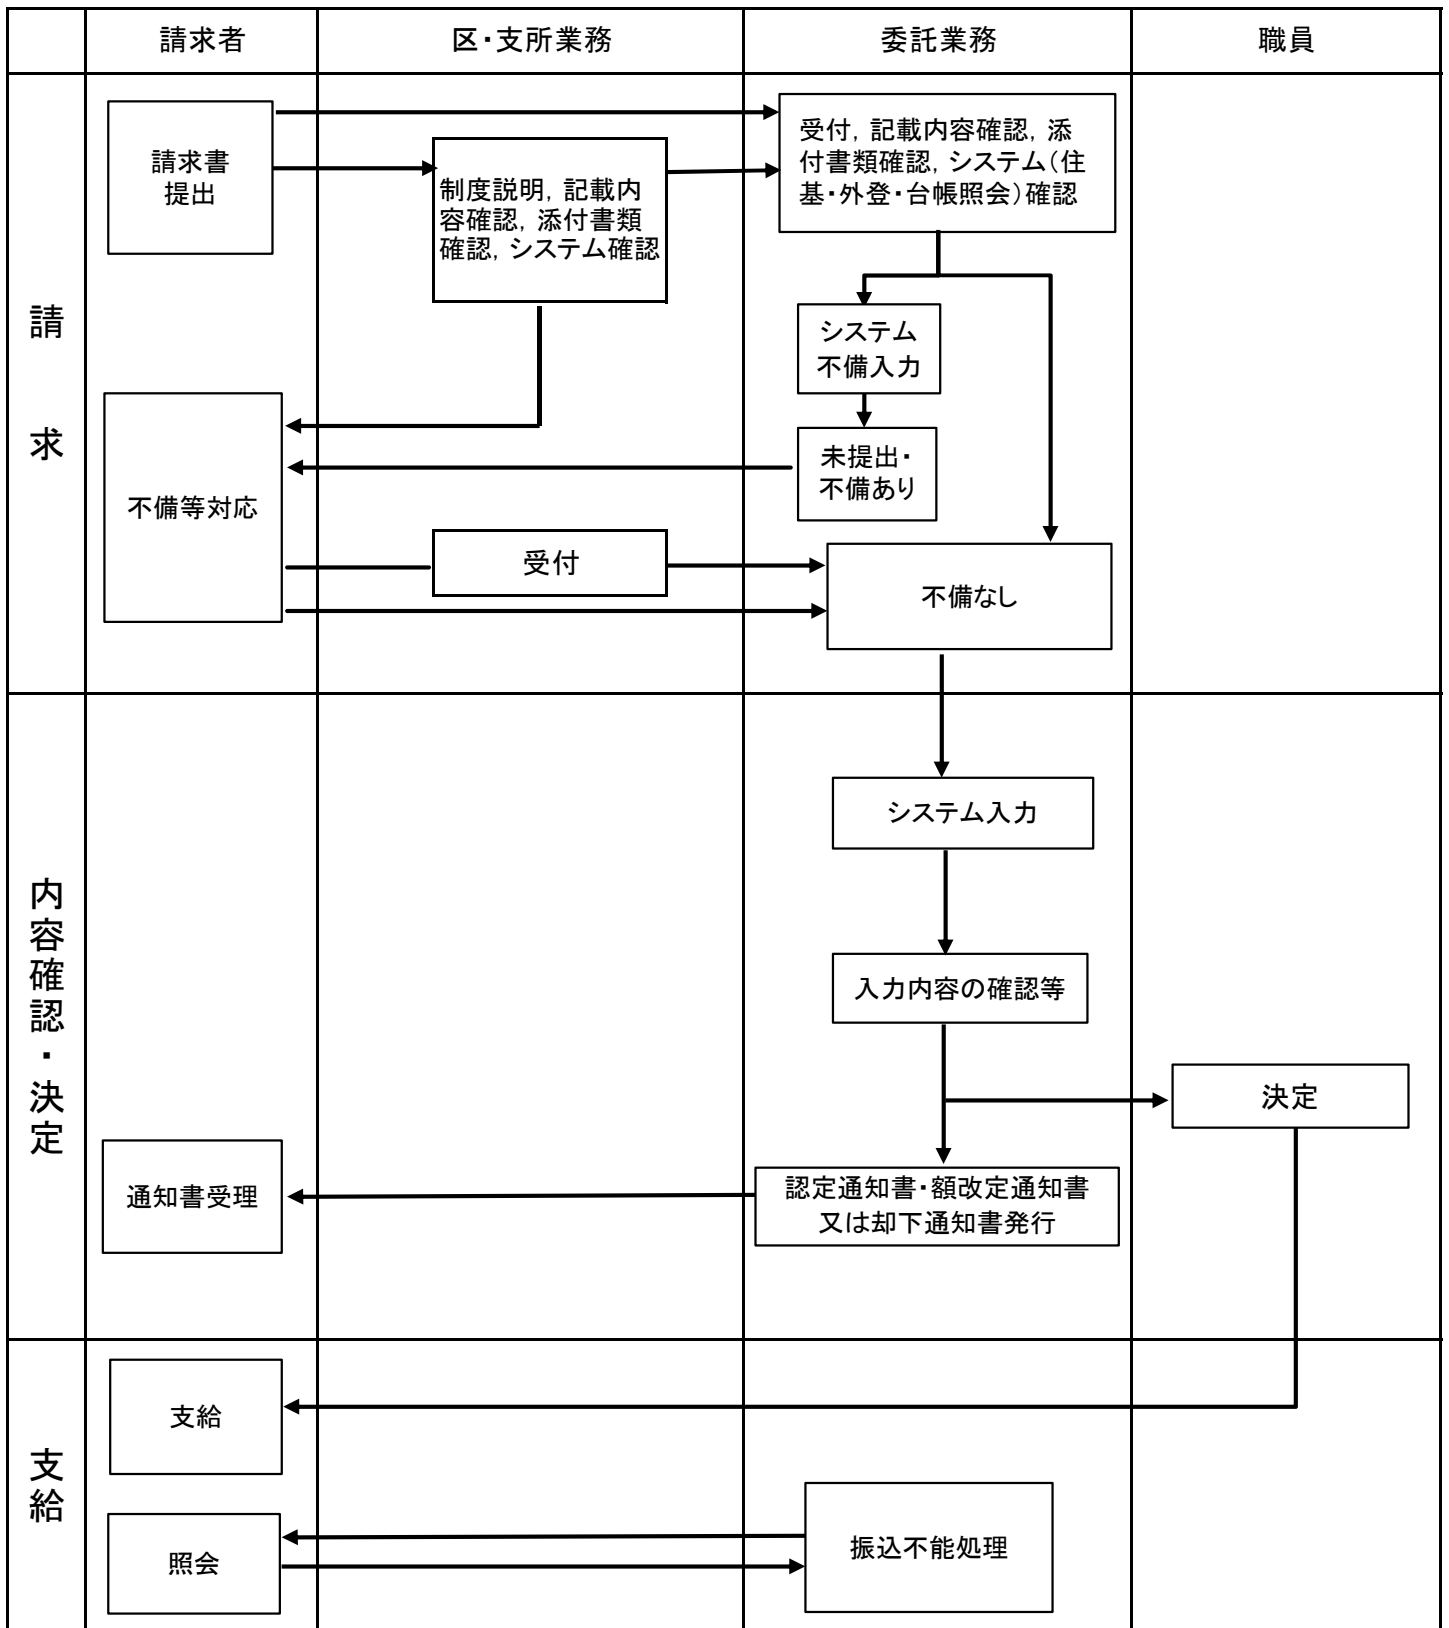 請求者
区・支所業務
委託業務
職員
請求
請求書
提出
制度説明，記載内
容確認，添付書類
確認，システム確認
受付，記載内容確認，添
付書類確認，システム（住
基・外登・台帳照会）確認
システム
不備入力
未提出・
不備あり
不備等対応
受付
不備なし
内容確認・決定
システム入力
入力内容の確認等
決定
通知書受理
認定通知書・額改定通知書
又は却下通知書発行
支給
支給
照会
振込不能処理